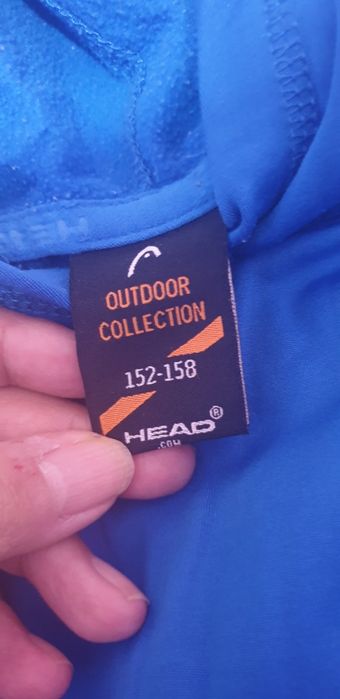 OUTDOOR
COLLECTION
152-158
HEAD®
.COM